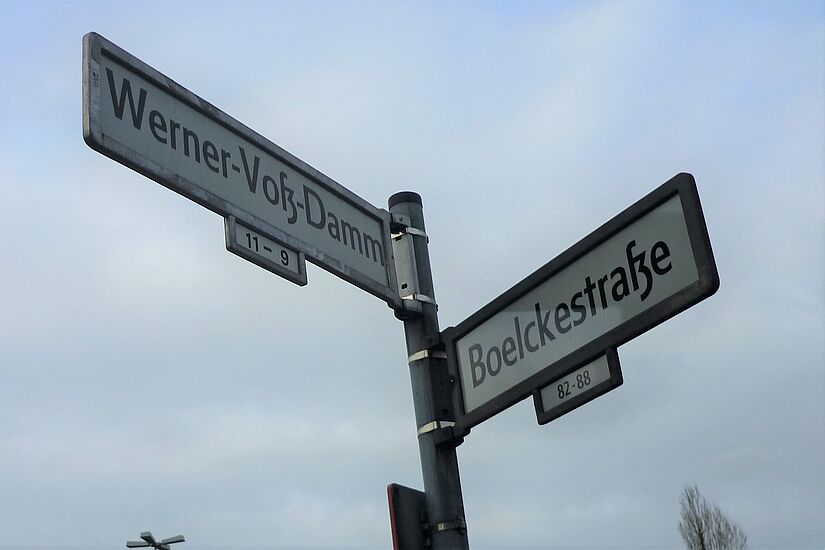 Werner-Voß-Damm
11 - 9
Boelckestraße
82-88